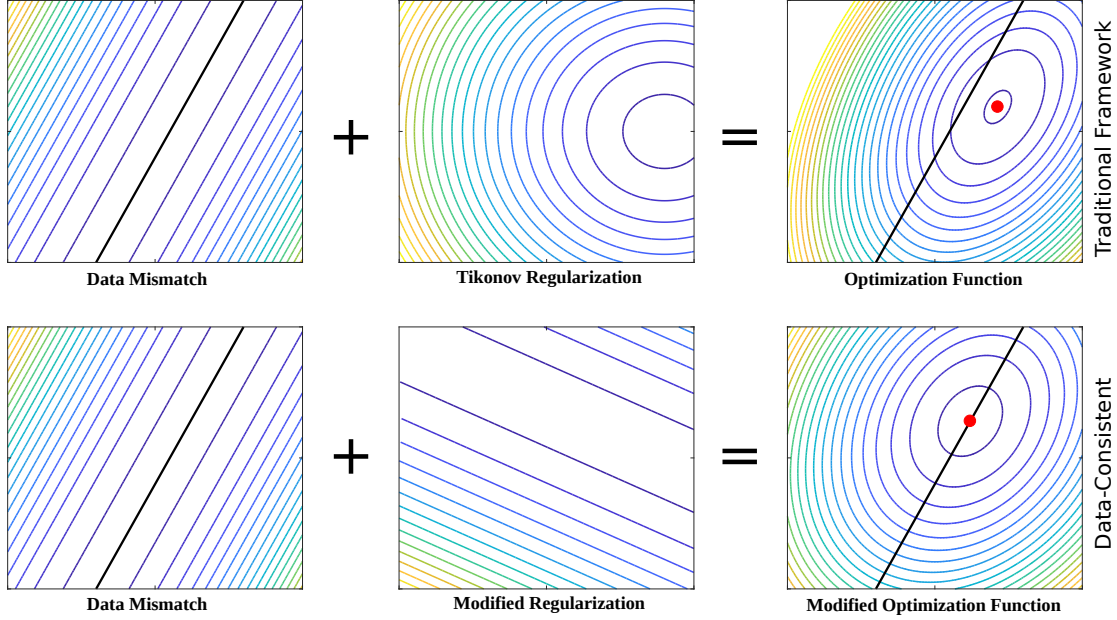 +
=
Traditional Framework
Data Mismatch
Tikonov Regularization
Optimization Function
+
=
Data-Consistent
Data Mismatch
Modified Regularization
Modified Optimization Function